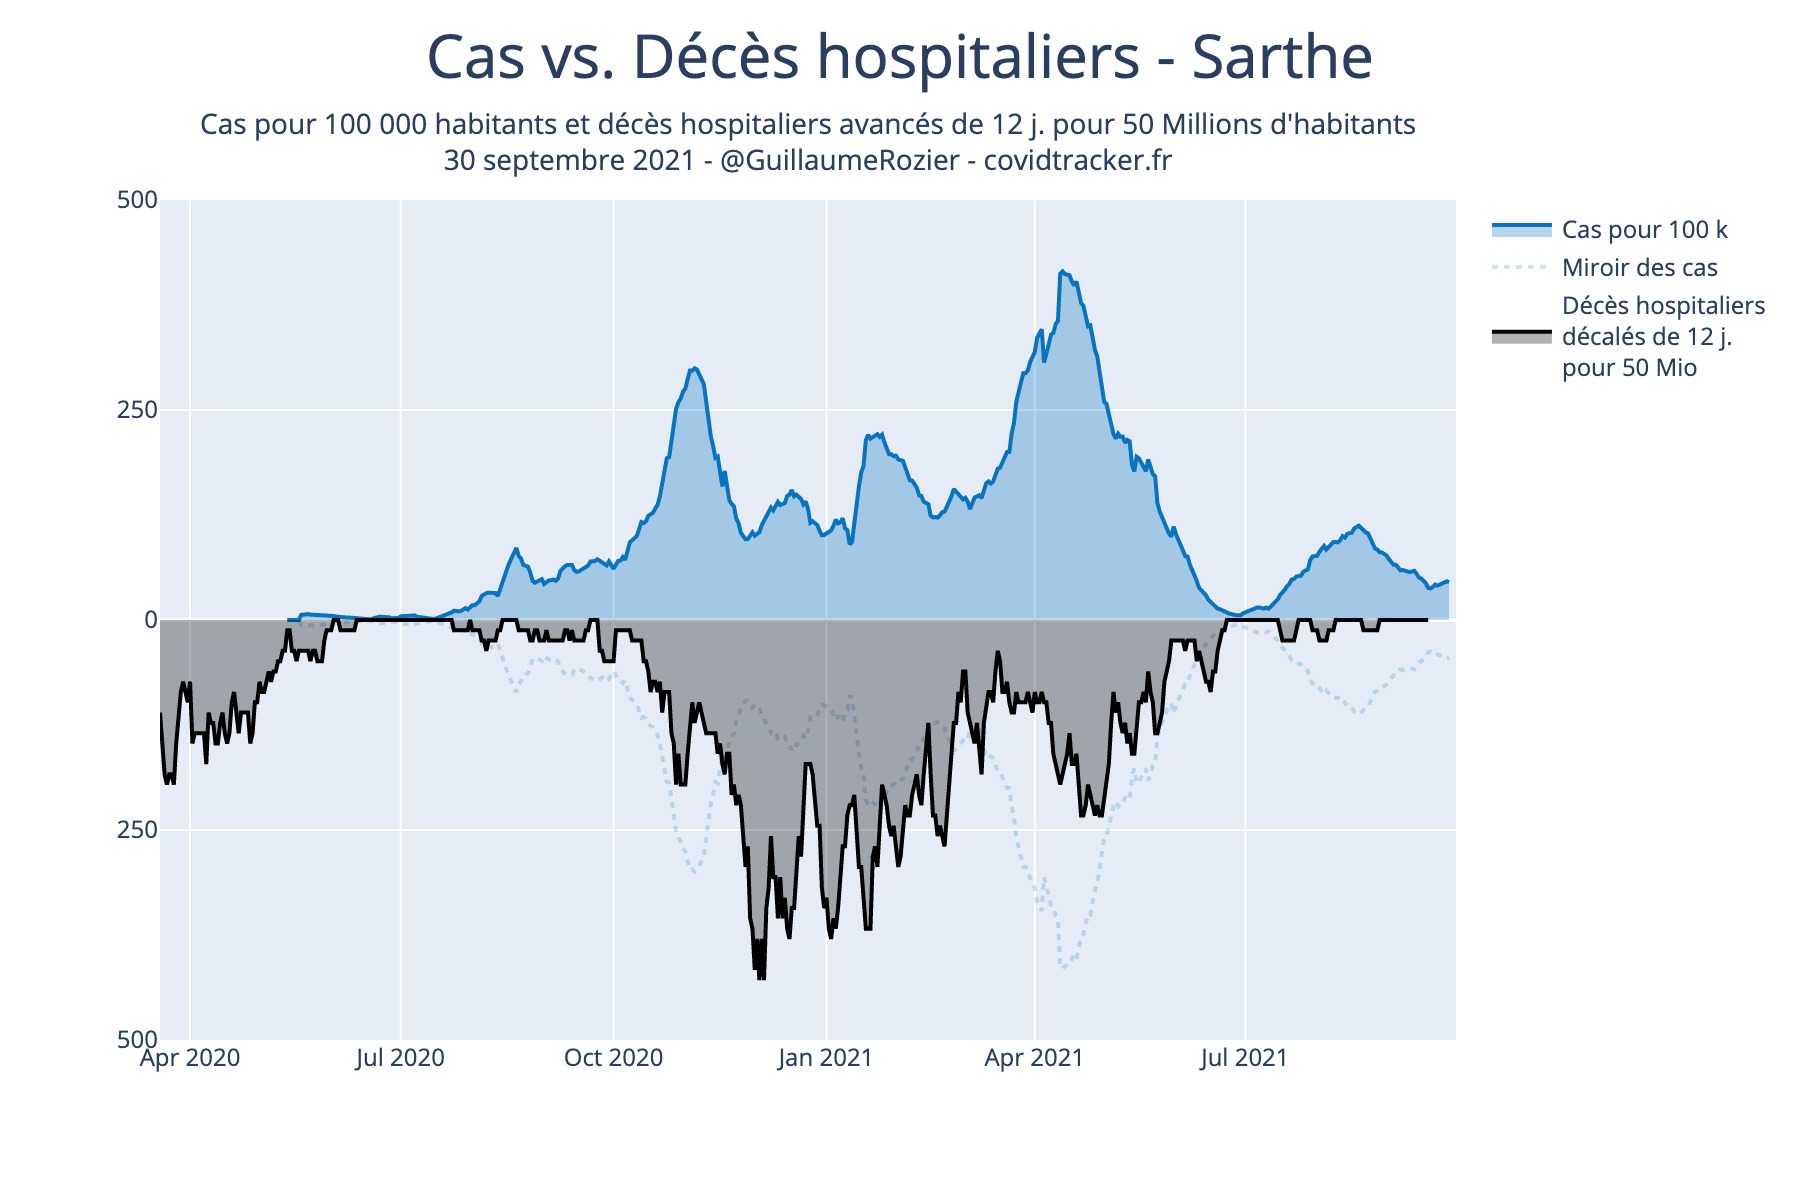 Cas vs. Décès hospitaliers - Sarthe
Cas pour 100 000 habitants et décès hospitaliers avancés de 12 j. pour 50 Millions d'habitants
30 septembre 2021 - @GuillaumeRozier - covidtracker.fr
500
250
0
250
500
Apr 2020
Jul 2020
Oct 2020
Jan 2021
Apr 2021
Jul 2021
Cas pour 100 k
Miroir des cas
Décès hospitaliers
décalés de 12 j.
pour 50 Mio